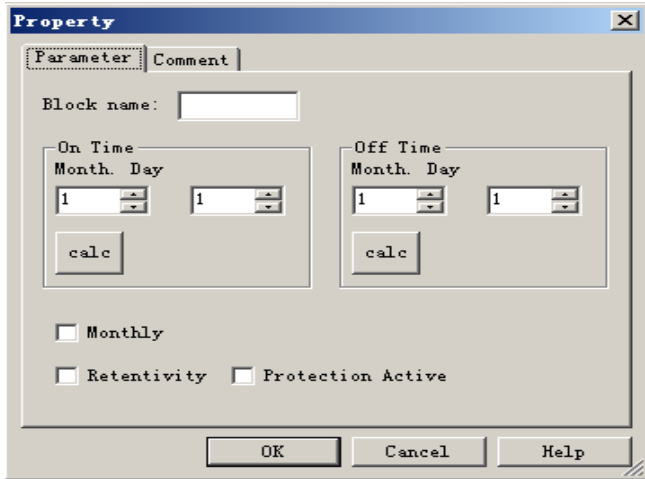 Property
Parameter Comment
Block name:
On Time Off Time
Month. Day Month. Day
1 1 1 1
calc calc
Monthly
Retentivity Protection Active
OK Cancel Help